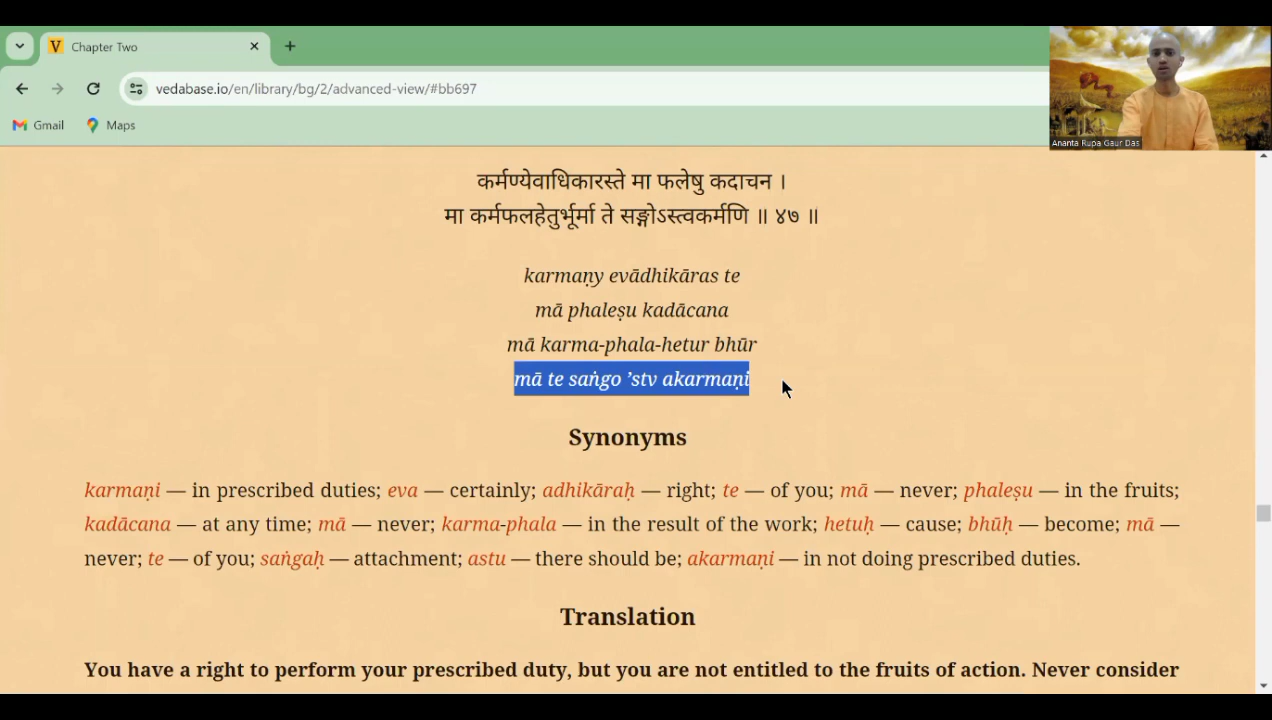 Chapter Two
vedabase.io/en/library/bg/2/advanced-view/#bb697
Gmail Maps
Ananta Rupa Gaur Das
कर्मण्येवाधिकारस्ते मा फलेषु कदाचन ।
मा कर्मफलहेतुर्भूर्मा ते सङ्गोऽस्त्वकर्मणि ॥ ४७ ॥
karmaṇy evādhikāras te
mā phaleṣu kadācana
mā karma-phala-hetur bhūr
mā te saṅgo ’stv akarmaṇi
Synonyms
karmaṇi — in prescribed duties; eva — certainly; adhikāraḥ — right; te — of you; mā — never; phaleṣu — in the fruits;
kadācana — at any time; mā — never; karma-phala — in the result of the work; hetuḥ — cause; bhūḥ — become; mā —
never; te — of you; saṅgaḥ — attachment; astu — there should be; akarmaṇi — in not doing prescribed duties.
Translation
You have a right to perform your prescribed duty, but you are not entitled to the fruits of action. Never consider